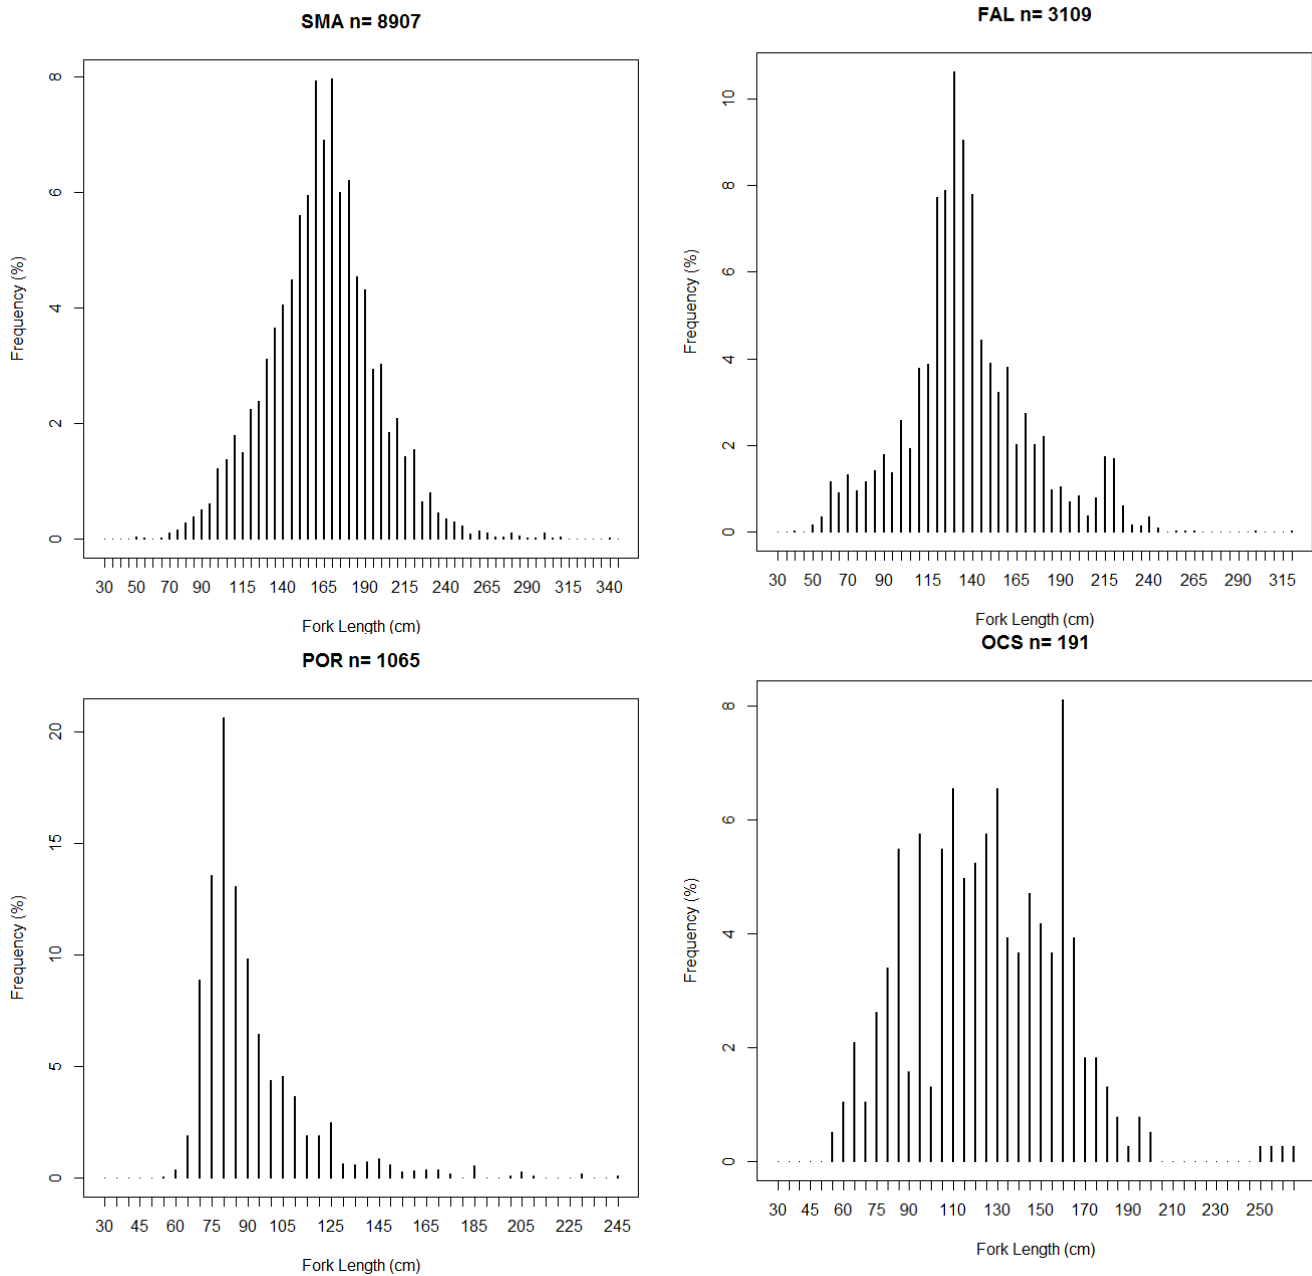 SMA n= 8907
Frequency (%)
8
6
4
2
0
30 50 70 90 115 140 165 190 215 240 265 290 315 340
Fork Length (cm)
FAL n= 3109
Frequency (%)
10
8
6
4
2
0
30 50 70 90 115 140 165 190 215 240 265 290 315
Fork Length (cm)
POR n= 1065
Frequency (%)
20
15
10
5
0
30 45 60 75 90 105 125 145 165 185 205 225 245
Fork Length (cm)
OCS n= 191
Frequency (%)
8
6
4
2
0
30 45 60 75 90 110 130 150 170 190 210 230 250
Fork Length (cm)